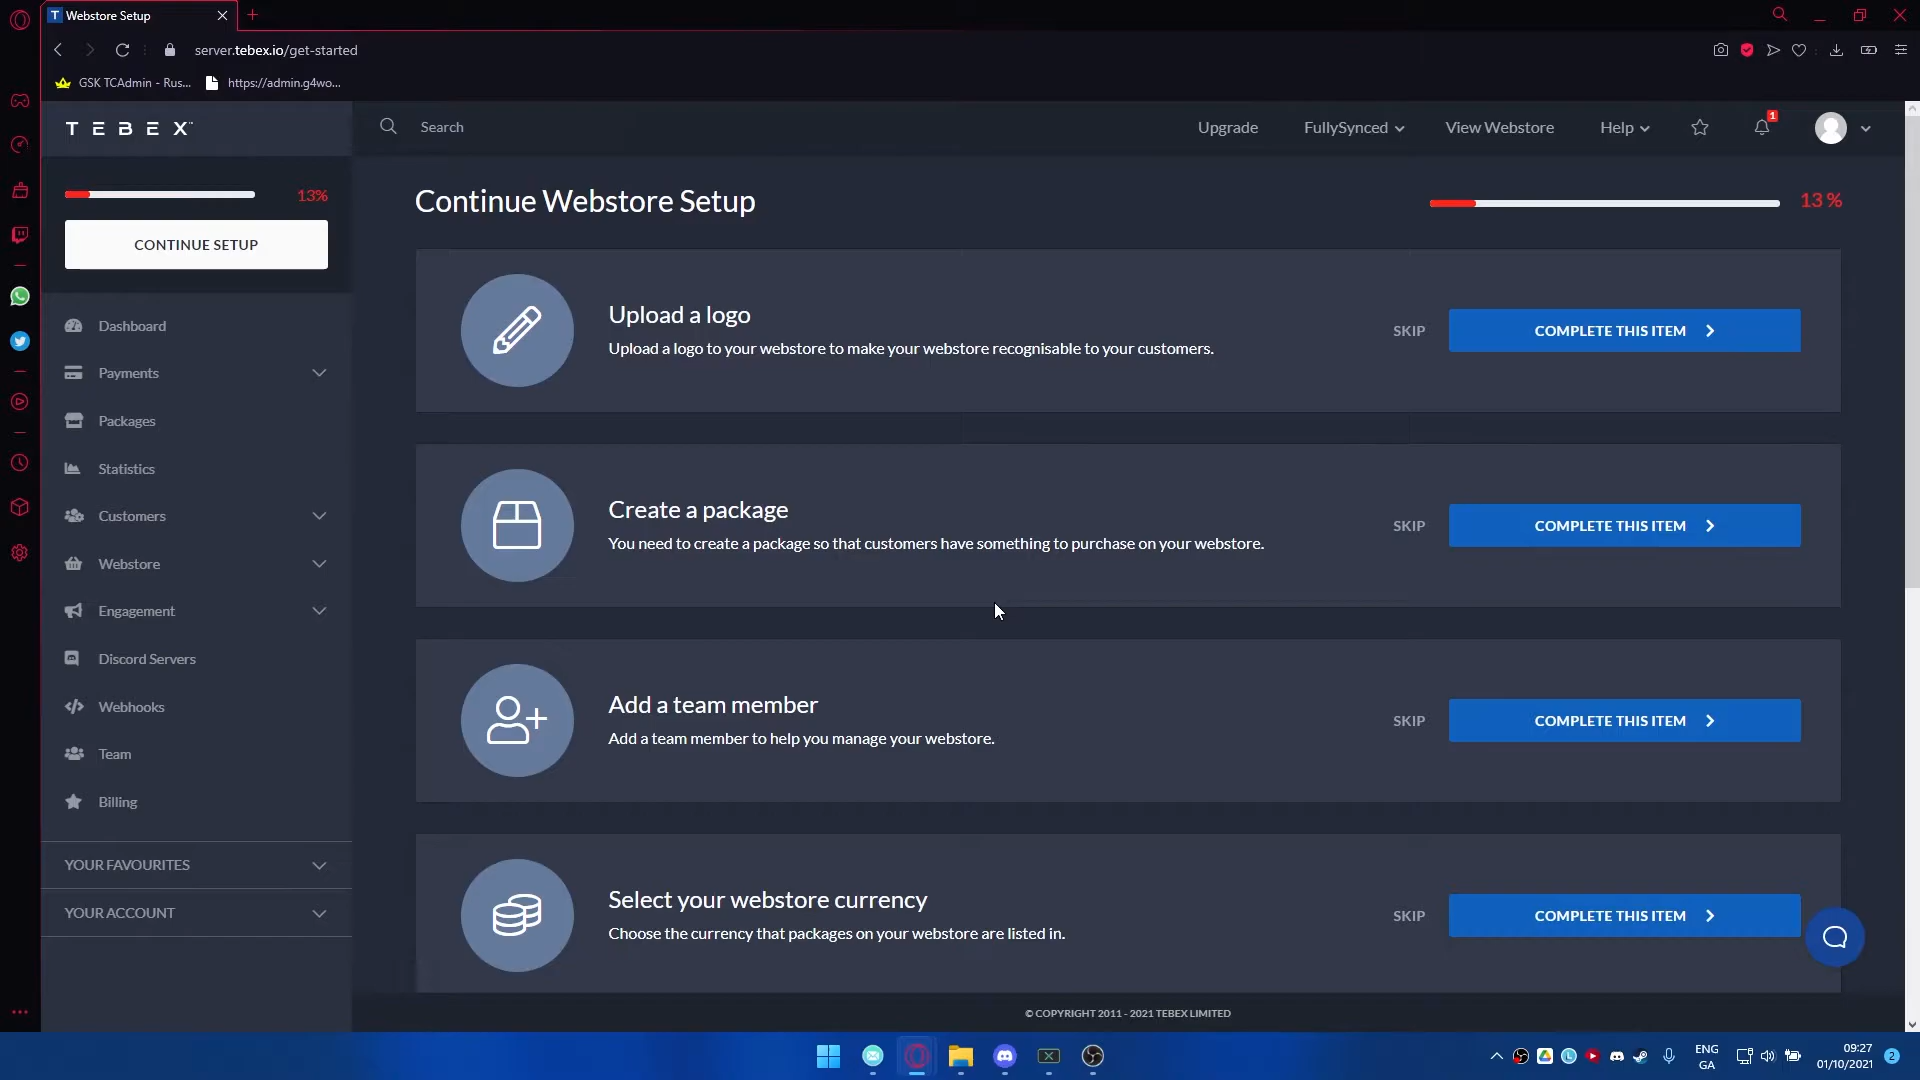 Webstore Setup
server.tebex.io/get-started
GSK TCAdmin - Rus...
https://admin.g4wo...
TEBEX™
Search
Upgrade
FullySynced
View Webstore
Help
1
13%
CONTINUE SETUP
Dashboard
Payments
Packages
Statistics
Customers
Webstore
Engagement
Discord Servers
Webhooks
Team
Billing
YOUR FAVOURITES
YOUR ACCOUNT
Continue Webstore Setup
13 %
Upload a logo
Upload a logo to your webstore to make your webstore recognisable to your customers.
SKIP
COMPLETE THIS ITEM
Create a package
You need to create a package so that customers have something to purchase on your webstore.
SKIP
COMPLETE THIS ITEM
Add a team member
Add a team member to help you manage your webstore.
SKIP
COMPLETE THIS ITEM
Select your webstore currency
Choose the currency that packages on your webstore are listed in.
SKIP
COMPLETE THIS ITEM
© COPYRIGHT 2011 - 2021 TEBEX LIMITED
ENG
GA
09:27
01/10/2021
2